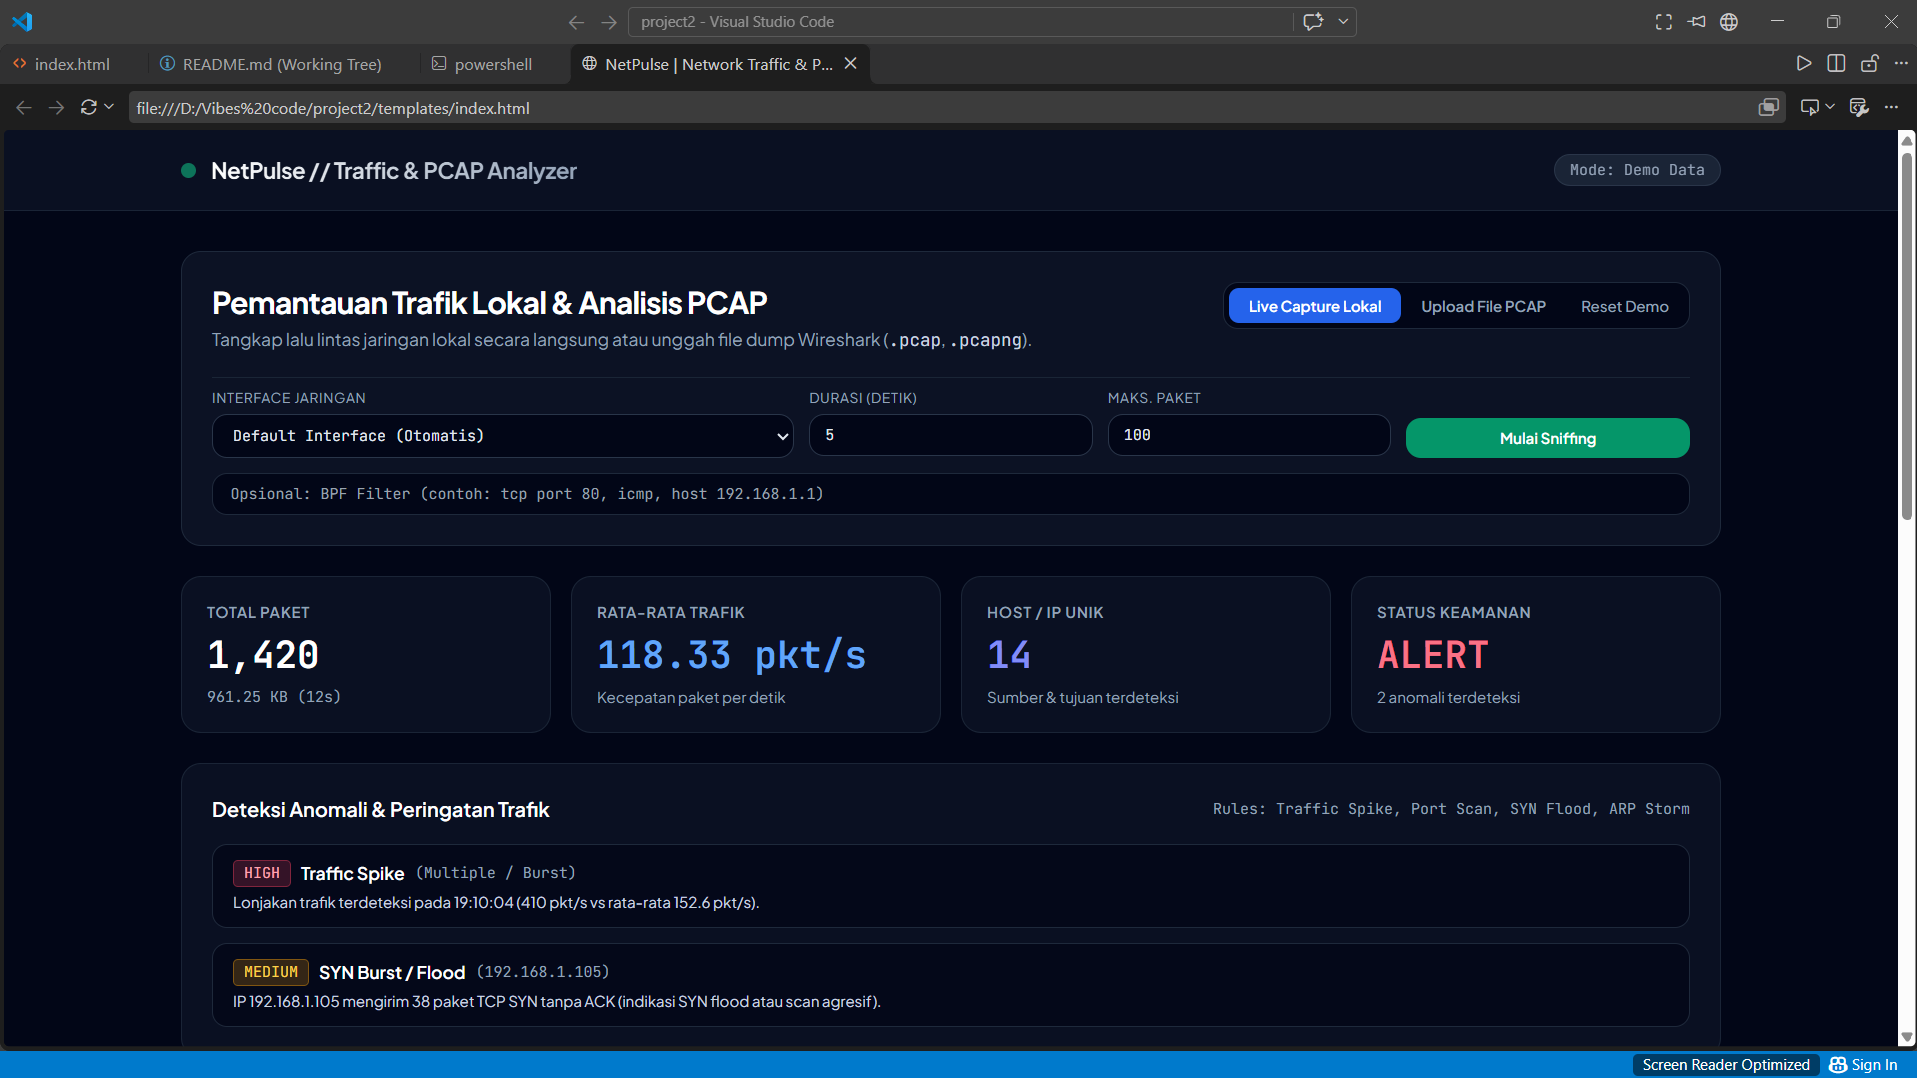 project2 - Visual Studio Code
index.html
README.md (Working Tree)
powershell
NetPulse | Network Traffic & P...
file:///D:/Vibes%20code/project2/templates/index.html
NetPulse // Traffic & PCAP Analyzer
Mode: Demo Data
Pemantauan Trafik Lokal & Analisis PCAP
Tangkap lalu lintas jaringan lokal secara langsung atau unggah file dump Wireshark (.pcap, .pcapng).
Live Capture Lokal
Upload File PCAP
Reset Demo
INTERFACE JARINGAN
DURASI (DETIK)
MAKS. PAKET
Default Interface (Otomatis)
5
100
Mulai Sniffing
Opsional: BPF Filter (contoh: tcp port 80, icmp, host 192.168.1.1)
TOTAL PAKET
1,420
961.25 KB (12s)
RATA-RATA TRAFIK
118.33 pkt/s
Kecepatan paket per detik
HOST / IP UNIK
14
Sumber & tujuan terdeteksi
STATUS KEAMANAN
ALERT
2 anomali terdeteksi
Deteksi Anomali & Peringatan Trafik
Rules: Traffic Spike, Port Scan, SYN Flood, ARP Storm
HIGH Traffic Spike (Multiple / Burst)
Lonjakan trafik terdeteksi pada 19:10:04 (410 pkt/s vs rata-rata 152.6 pkt/s).
MEDIUM SYN Burst / Flood (192.168.1.105)
IP 192.168.1.105 mengirim 38 paket TCP SYN tanpa ACK (indikasi SYN flood atau scan agresif).
Screen Reader Optimized
Sign In